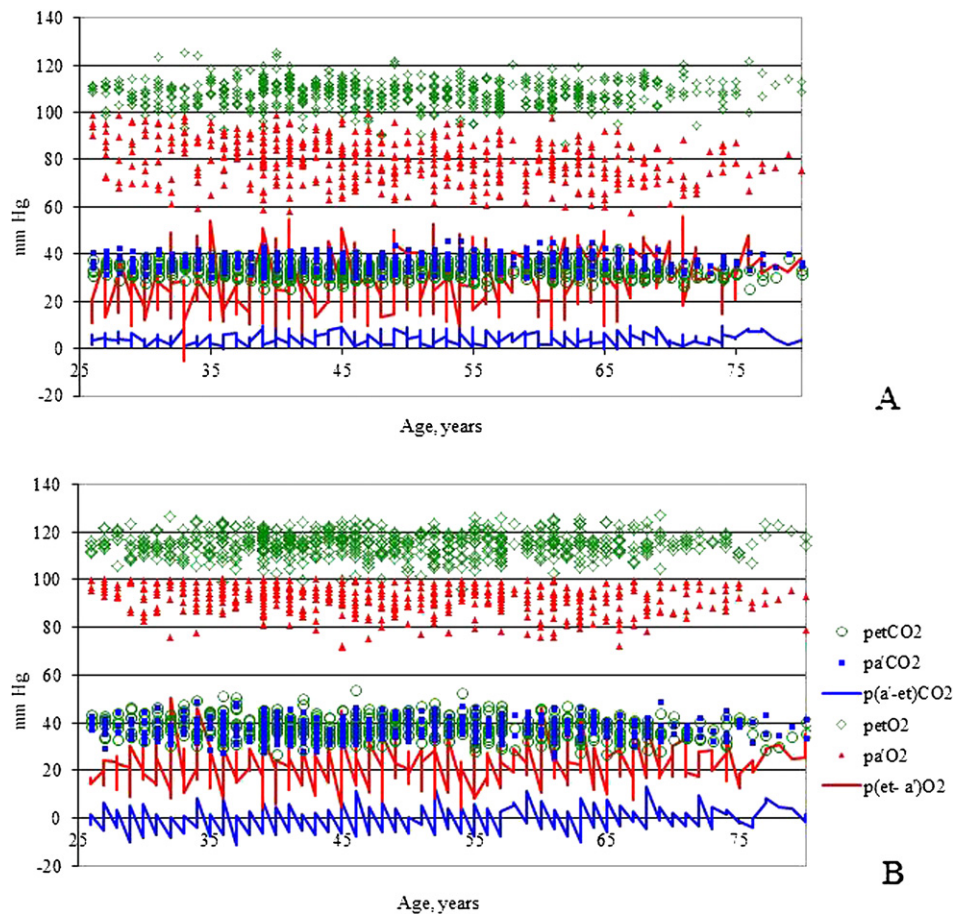 140
120
100
80
60
40
20
0
-20
mm Hg
25 35 45 55 65 75
Age, years
A
140
120
100
80
60
40
20
0
-20
mm Hg
25 35 45 55 65 75
Age, years
B
petCO2
pa'CO2
p(a'-et)CO2
petO2
pa'O2
p(et- a')O2